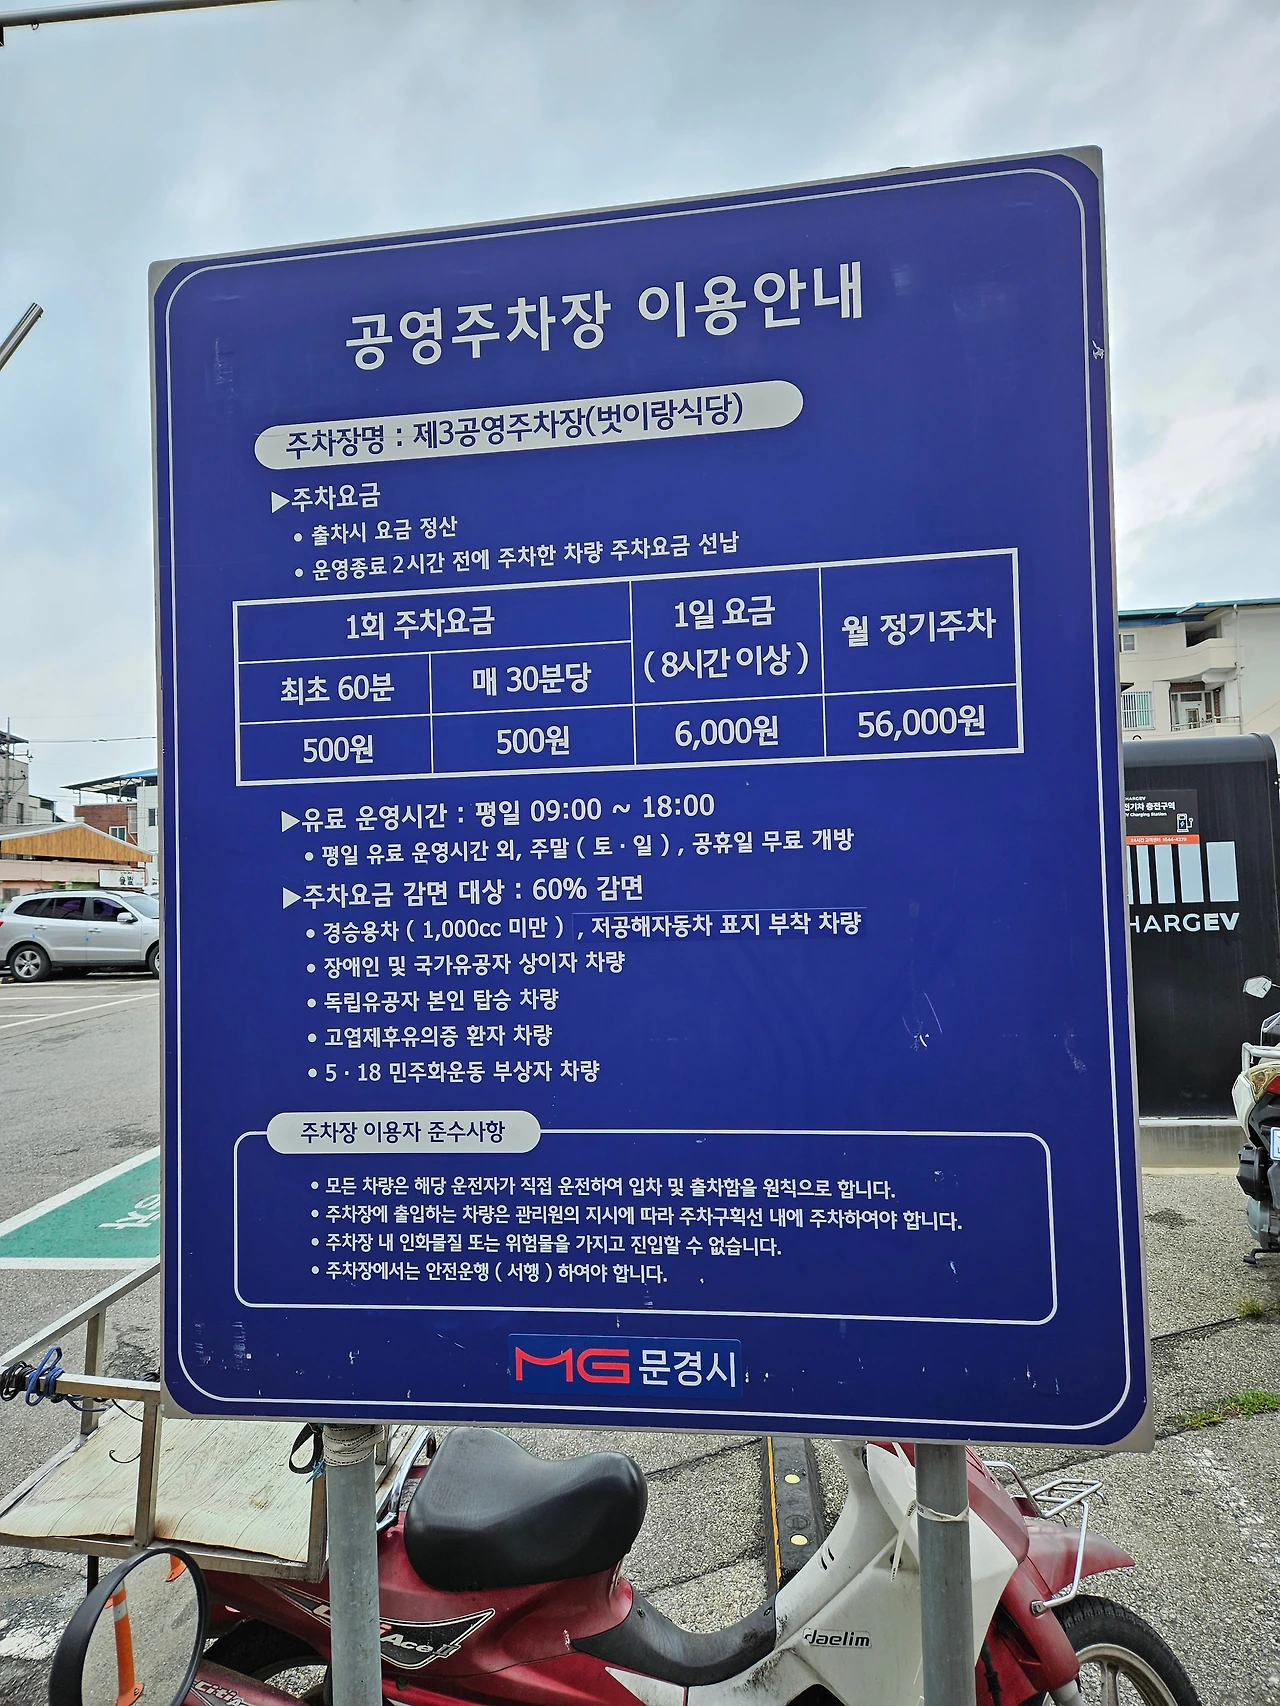 공영주차장 이용안내
주차장명 : 제3공영주차장(벗이랑식당)
▶주차요금
• 출차시 요금 정산
• 운영종료 2시간 전에 주차한 차량 주차요금 선납
1회 주차요금
1일 요금
(8시간 이상)
월 정기주차
최초 60분
매 30분당
500원
500원
6,000원
56,000원
▶유료 운영시간 : 평일 09:00 ~ 18:00
• 평일 유료 운영시간 외, 주말 ( 토 · 일 ) , 공휴일 무료 개방
▶주차요금 감면 대상 : 60% 감면
• 경승용차 ( 1,000cc 미만 ) , 저공해자동차 표지 부착 차량
• 장애인 및 국가유공자 상이자 차량
• 독립유공자 본인 탑승 차량
• 고엽제후유의증 환자 차량
• 5 · 18 민주화운동 부상자 차량
주차장 이용자 준수사항
• 모든 차량은 해당 운전자가 직접 운전하여 입차 및 출차함을 원칙으로 합니다.
• 주차장에 출입하는 차량은 관리원의 지시에 따라 주차구획선 내에 주차하여야 합니다.
• 주차장 내 인화물질 또는 위험물을 가지고 진입할 수 없습니다.
• 주차장에서는 안전운행 ( 서행 ) 하여야 합니다.
MG 문경시
전기차 충전구역
EV Charging Station
HARGEV
daelim